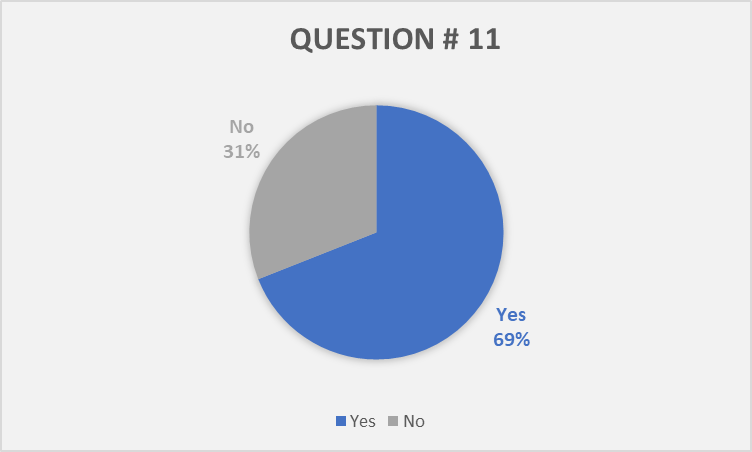 QUESTION # 11
No
31%
Yes
69%
Yes No